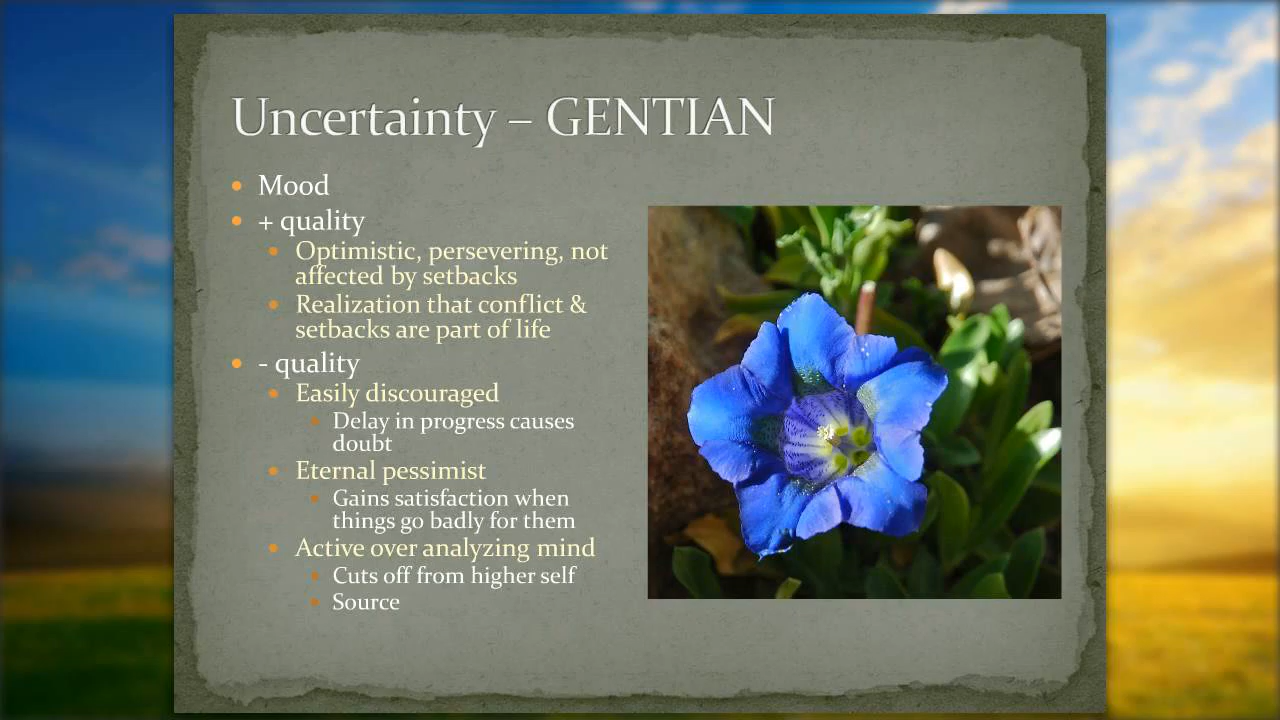 Uncertainty – GENTIAN
Mood
+ quality
Optimistic, persevering, not
affected by setbacks
Realization that conflict &
setbacks are part of life
- quality
Easily discouraged
Delay in progress causes
doubt
Eternal pessimist
Gains satisfaction when
things go badly for them
Active over analyzing mind
Cuts off from higher self
Source